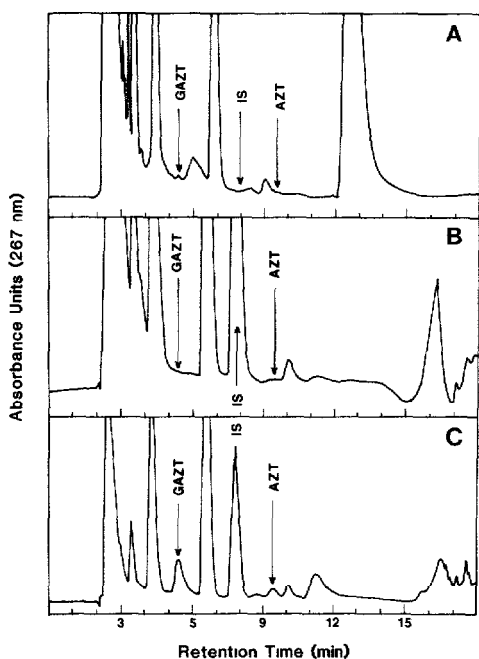 A
GAZT
IS
AZT
B
GAZT
AZT
IS
C
IS
GAZT
AZT
Absorbance Units (267 nm)
3 5 7 9 11 13 15
Retention Time (min)